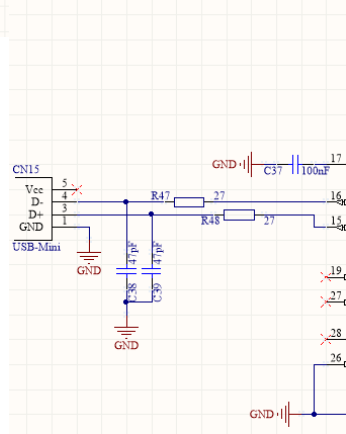 17
GND
C37
100nF
CN15
Vcc
5
D-
4
D+
3
GND
1
USB-Mini
R47
27
16
R48
27
15
GND
47pF
47pF
C38
C39
GND
19
27
28
26
GND